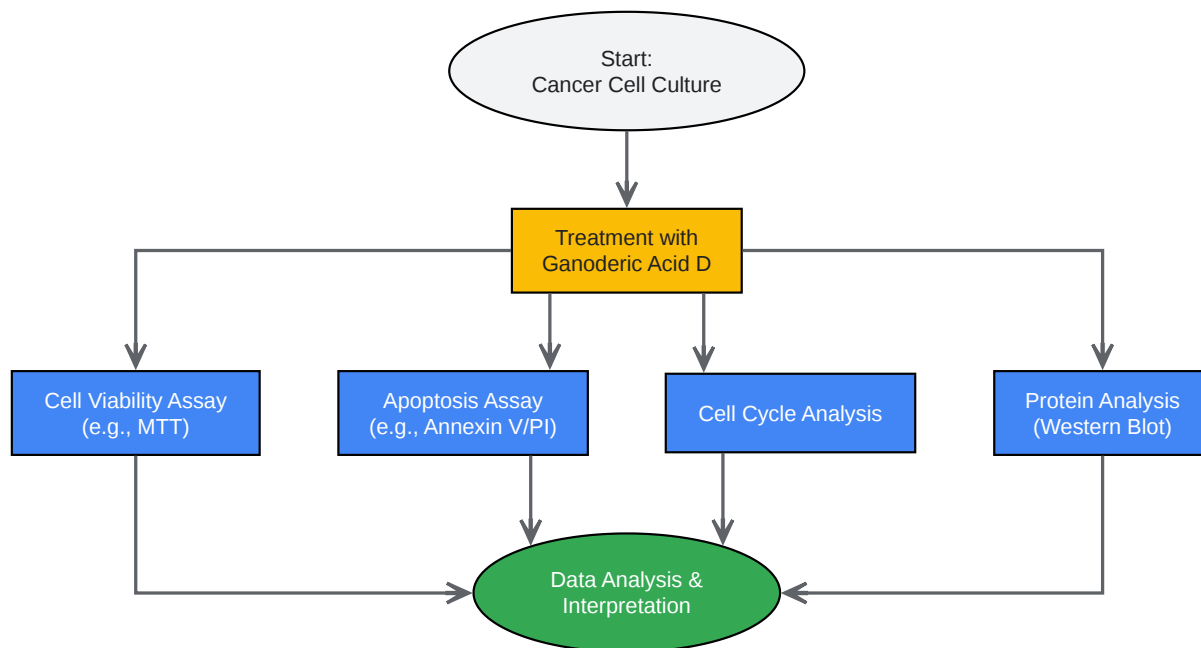 Start:
Cancer Cell Culture
Treatment with
Ganoderic Acid D
Cell Viability Assay
(e.g., MTT)
Apoptosis Assay
(e.g., Annexin V/PI)
Cell Cycle Analysis
Protein Analysis
(Western Blot)
Data Analysis &
Interpretation